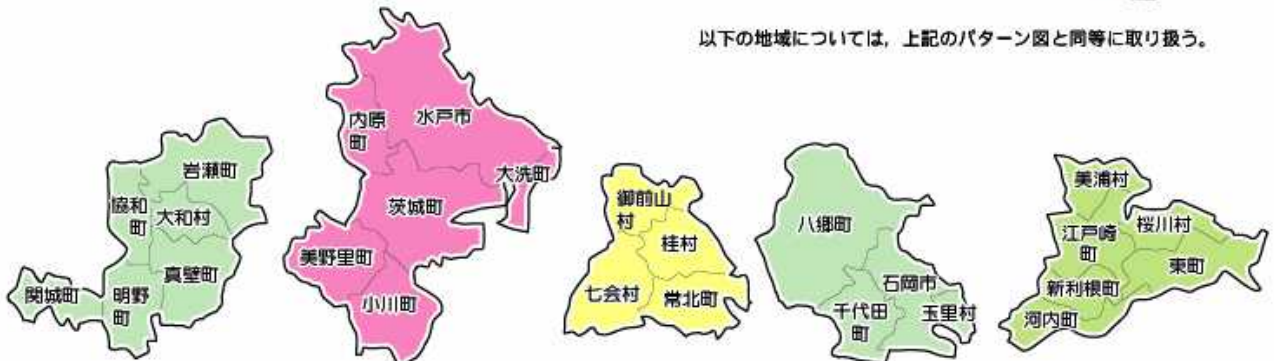 以下の地域については，上記のパターン図と同等に取り扱う。
岩瀬町
協和
町
大和村
真壁町
関城町
明野
町
内原
町
水戸市
大洗町
茨城町
美野里町
小川町
御前山
村
桂村
七会村
常北町
八郷町
石岡市
千代田
町
玉里村
美浦村
江戸崎
町
桜川村
東町
新利根町
河内町